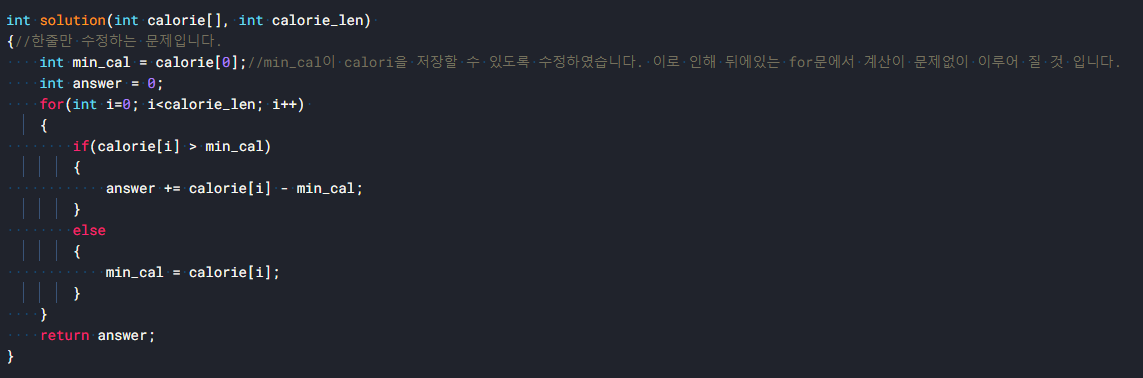 int solution(int calorie[], int calorie_len)
{//한줄만 수정하는 문제입니다.
    int min_cal = calorie[0];//min_cal이 calori을 저장할 수 있도록 수정하였습니다. 이로 인해 뒤에있는 for문에서 계산이 문제없이 이루어 질 것 입니다.
    int answer = 0;
    for(int i=0; i<calorie_len; i++)
    {
        if(calorie[i] > min_cal)
        {
            answer += calorie[i] - min_cal;
        }
        else
        {
            min_cal = calorie[i];
        }
    }
    return answer;
}